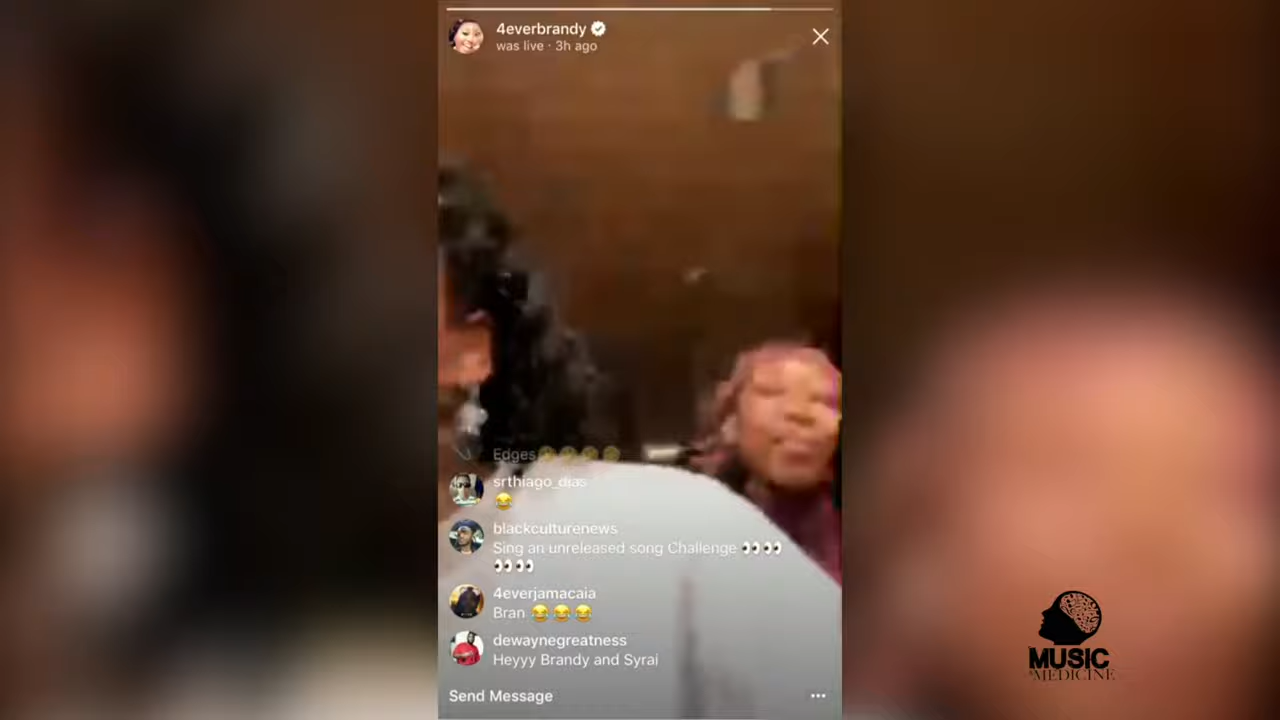 4everbrandy
was live · 3h ago
Edges
srthiago_dias
😂
blackculturenews
Sing an unreleased song Challenge 👀👀
👀👀
4everjamacaia
Bran 😂😂😂
dewaynegreatness
Heyyy Brandy and Syrai
Send Message
MUSIC
MEDICINE